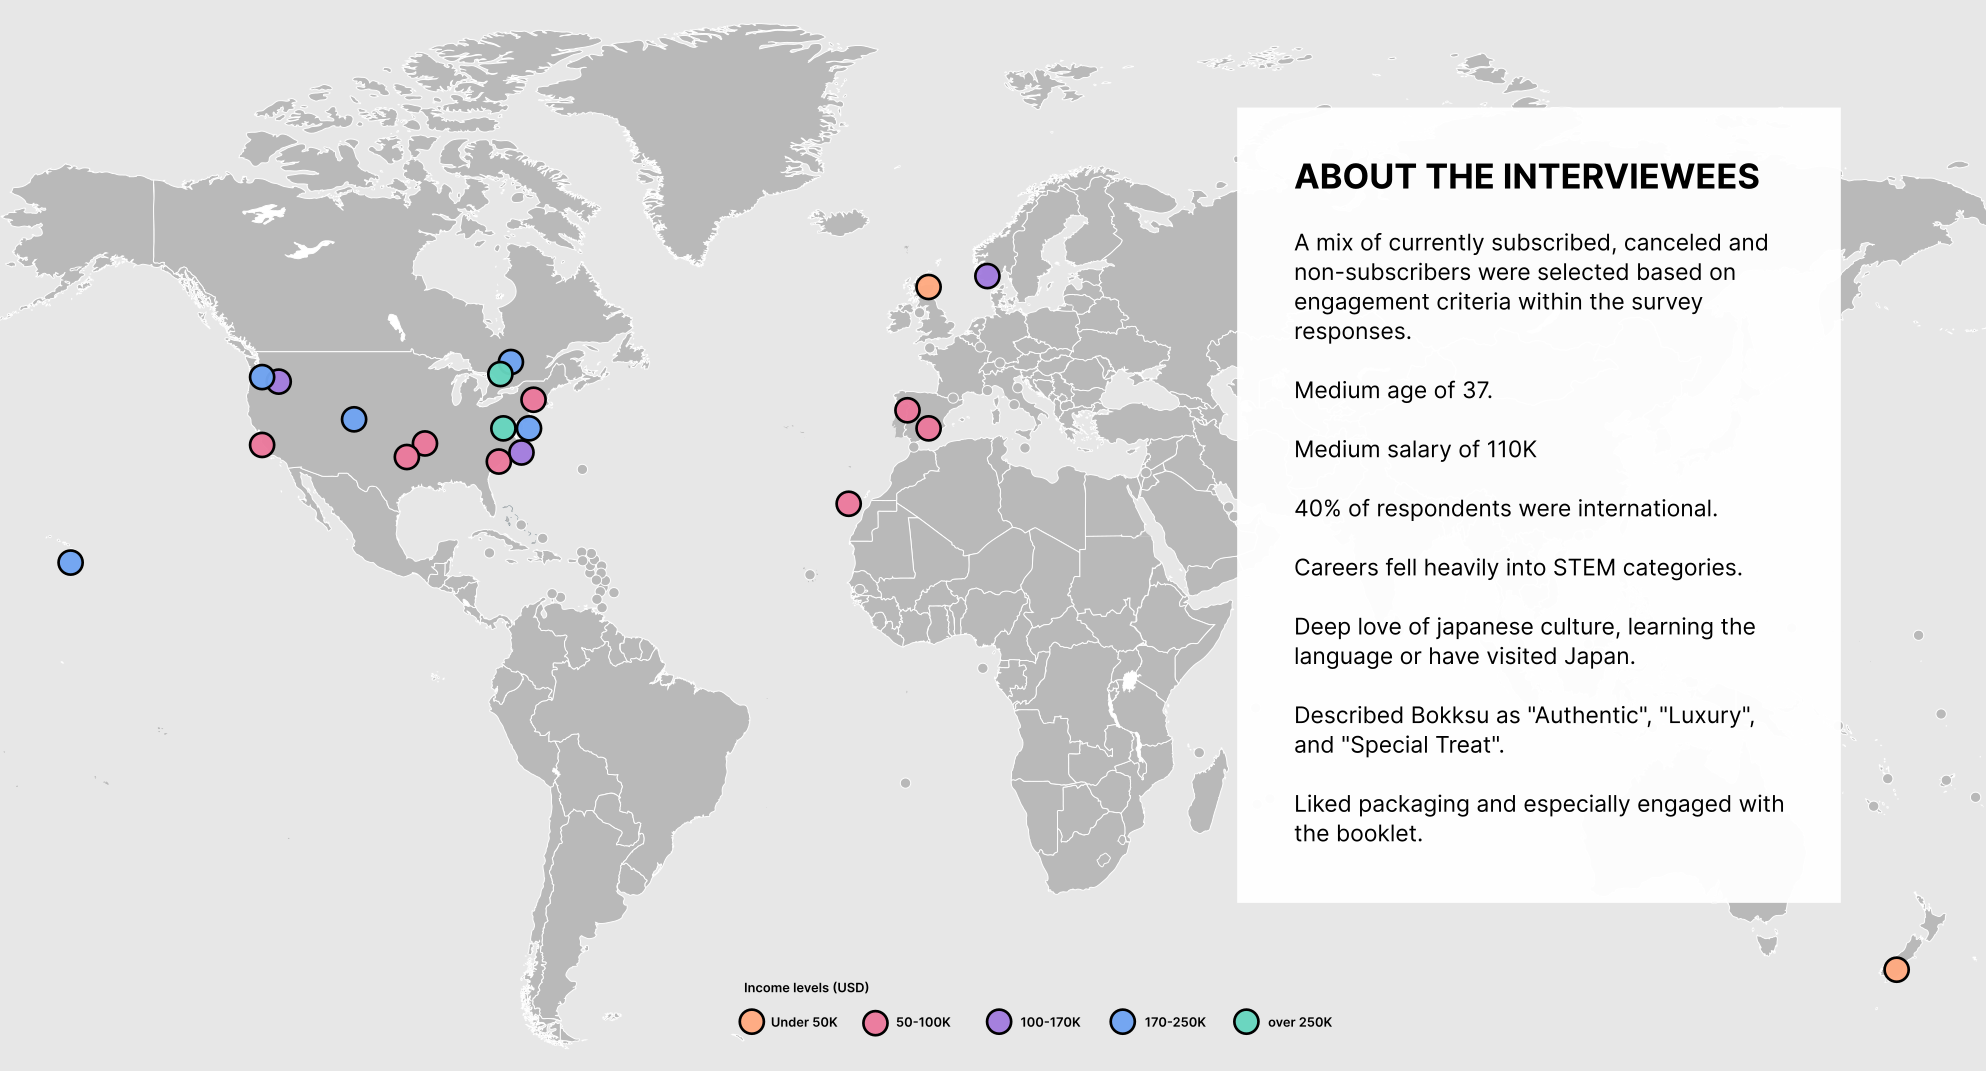 ABOUT THE INTERVIEWEES
A mix of currently subscribed, canceled and
non-subscribers were selected based on
engagement criteria within the survey
responses.
Medium age of 37.
Medium salary of 110K
40% of respondents were international.
Careers fell heavily into STEM categories.
Deep love of japanese culture, learning the
language or have visited Japan.
Described Bokksu as "Authentic", "Luxury",
and "Special Treat".
Liked packaging and especially engaged with
the booklet.
Income levels (USD)
Under 50K 50-100K 100-170K 170-250K over 250K